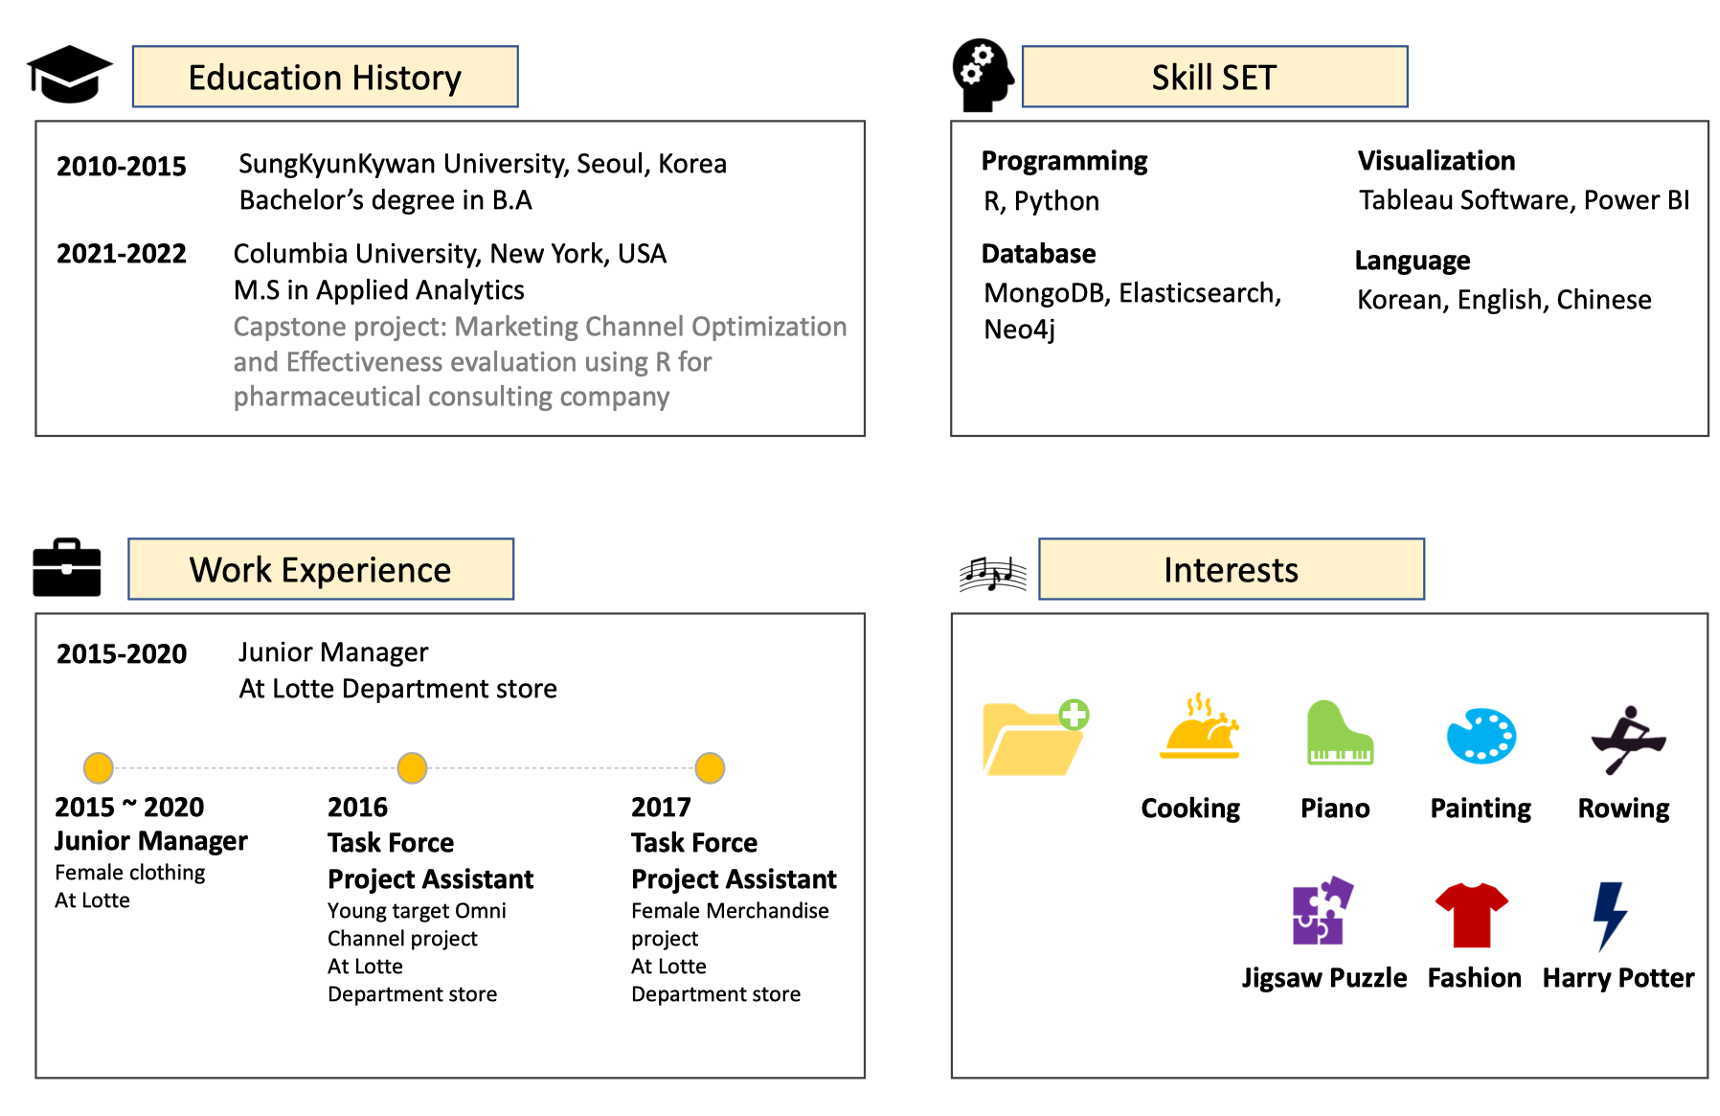 Education History
2010-2015
SungKyunKywan University, Seoul, Korea
Bachelor’s degree in B.A
2021-2022
Columbia University, New York, USA
M.S in Applied Analytics
Capstone project: Marketing Channel Optimization
and Effectiveness evaluation using R for
pharmaceutical consulting company
Skill SET
Programming
R, Python
Database
MongoDB, Elasticsearch,
Neo4j
Visualization
Tableau Software, Power BI
Language
Korean, English, Chinese
Work Experience
2015-2020
Junior Manager
At Lotte Department store
2015 ~ 2020
Junior Manager
Female clothing
At Lotte
2016
Task Force
Project Assistant
Young target Omni
Channel project
At Lotte
Department store
2017
Task Force
Project Assistant
Female Merchandise
project
At Lotte
Department store
Interests
Cooking
Piano
Painting
Rowing
Jigsaw Puzzle
Fashion
Harry Potter